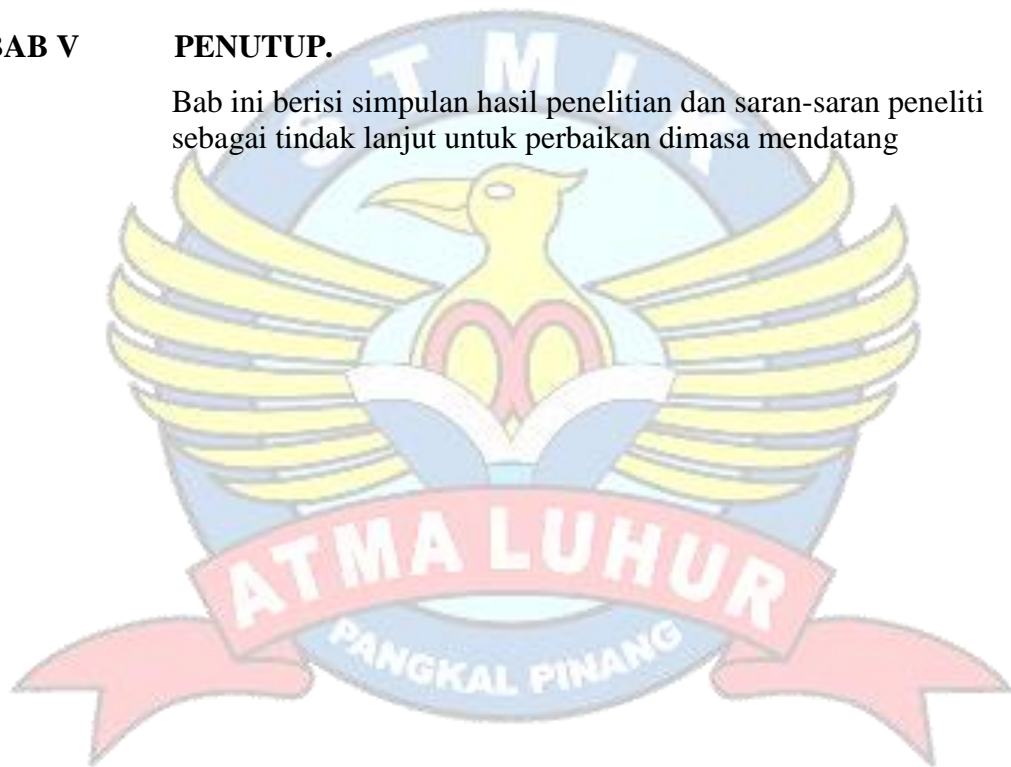 BAB V PENUTUP.
Bab ini berisi simpulan hasil penelitian dan saran-saran peneliti
sebagai tindak lanjut untuk perbaikan dimasa mendatang
STMIK
ATMA LUHUR
PANGKAL PINANG